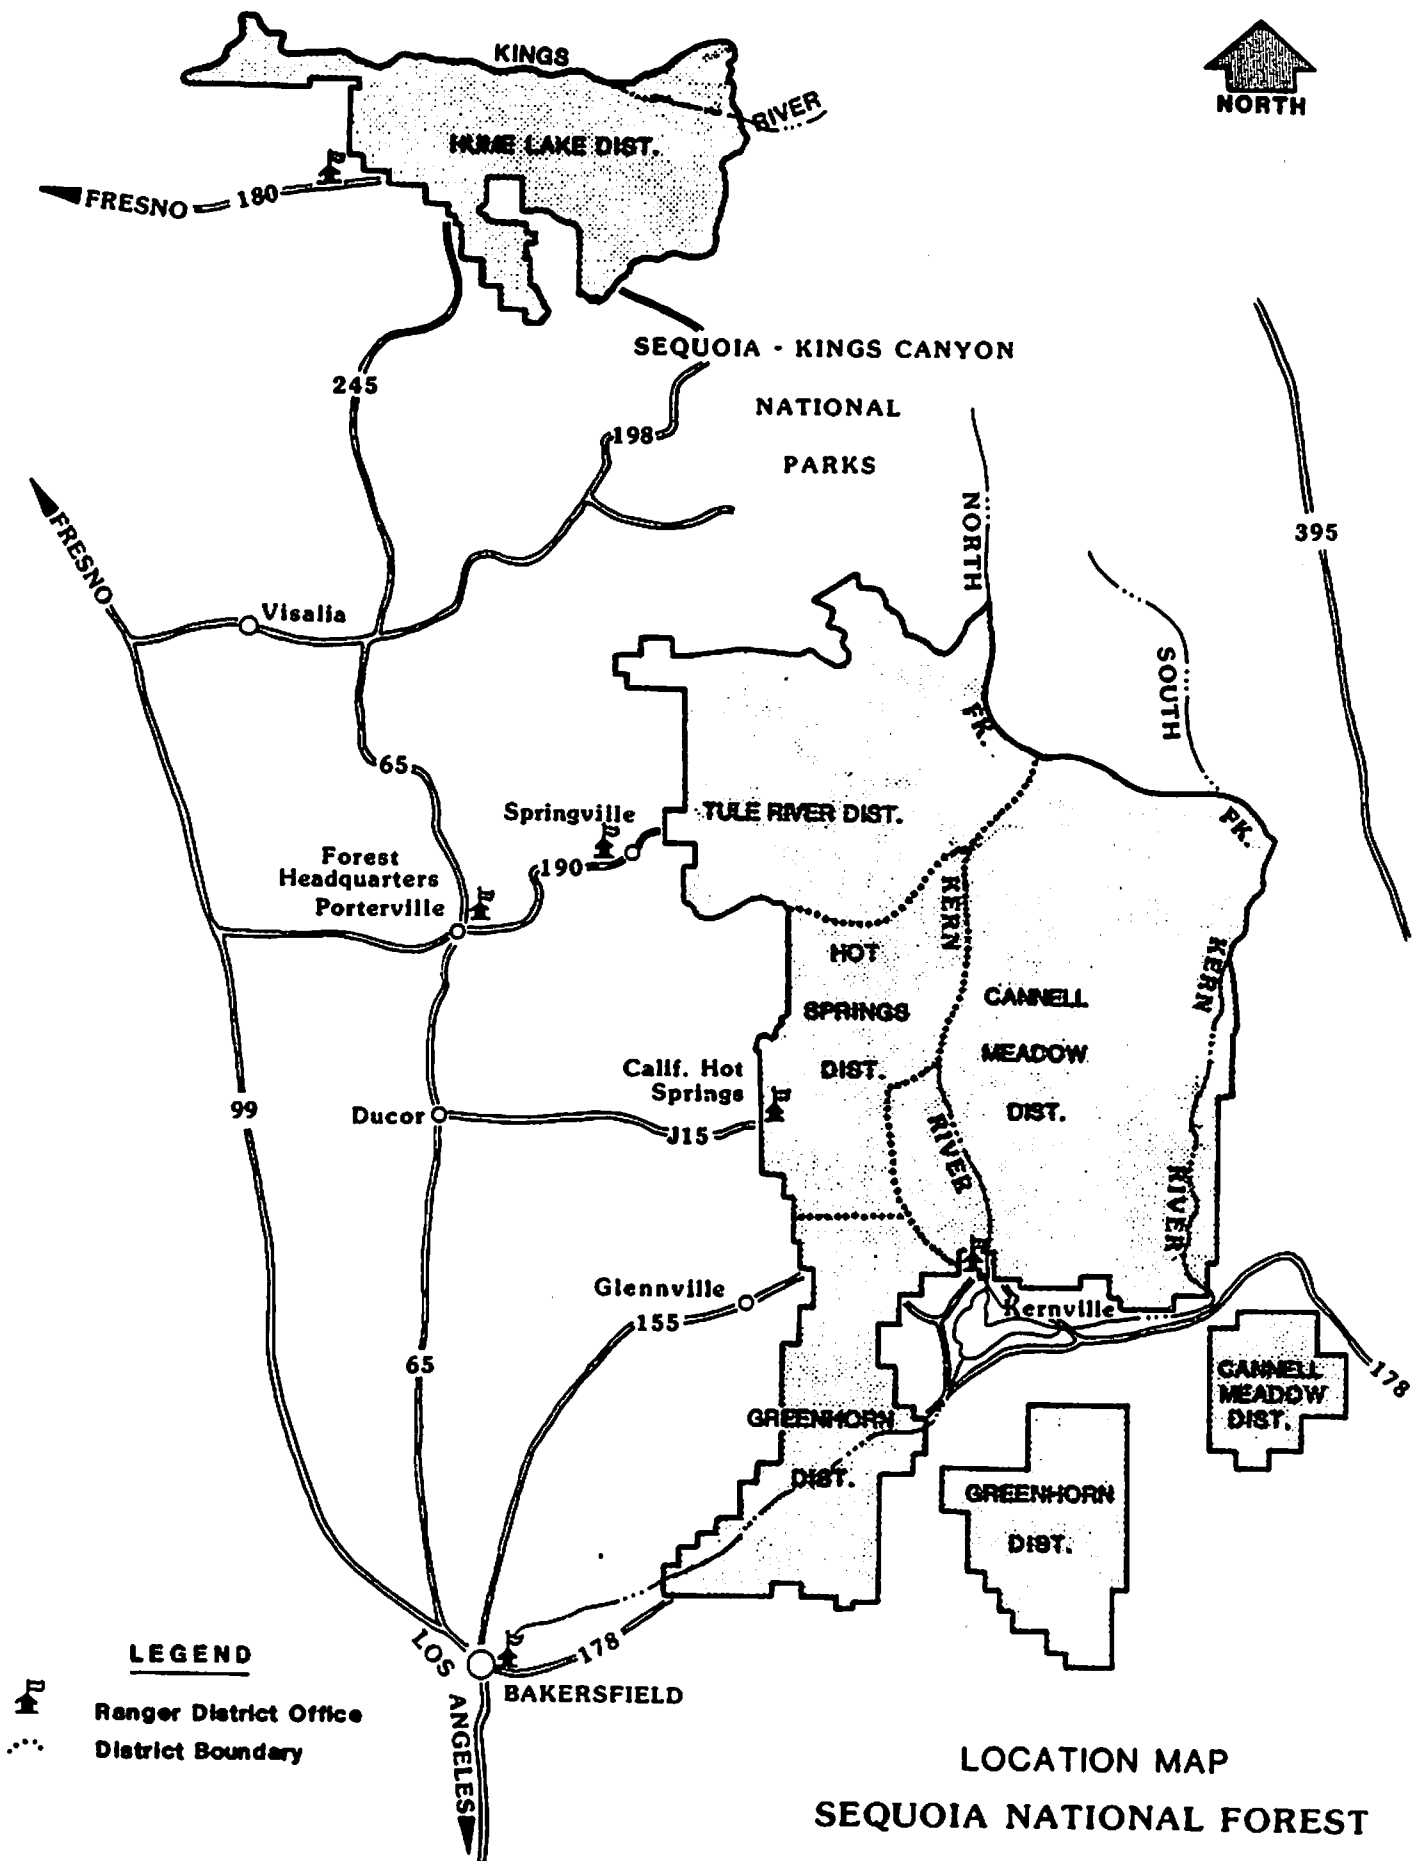 KINGS
RIVER
NORTH
HUME LAKE DIST.
FRESNO
180
SEQUOIA - KINGS CANYON
NATIONAL
PARKS
245
198
395
FRESNO
Visalia
NORTH
FK.
KERN
RIVER
SOUTH
FK.
KERN
RIVER
65
Springville
TULE RIVER DIST.
190
Forest
Headquarters
Porterville
HOT
SPRINGS
DIST.
CANNELL
MEADOW
DIST.
Calif. Hot
Springs
99
Ducor
J15
Glennville
155
Kernville
65
178
CANNELL
MEADOW
DIST.
GREENHORN
DIST.
GREENHORN
DIST.
LOS
ANGELES
178
BAKERSFIELD
LEGEND
Ranger District Office
District Boundary
LOCATION MAP
SEQUOIA NATIONAL FOREST